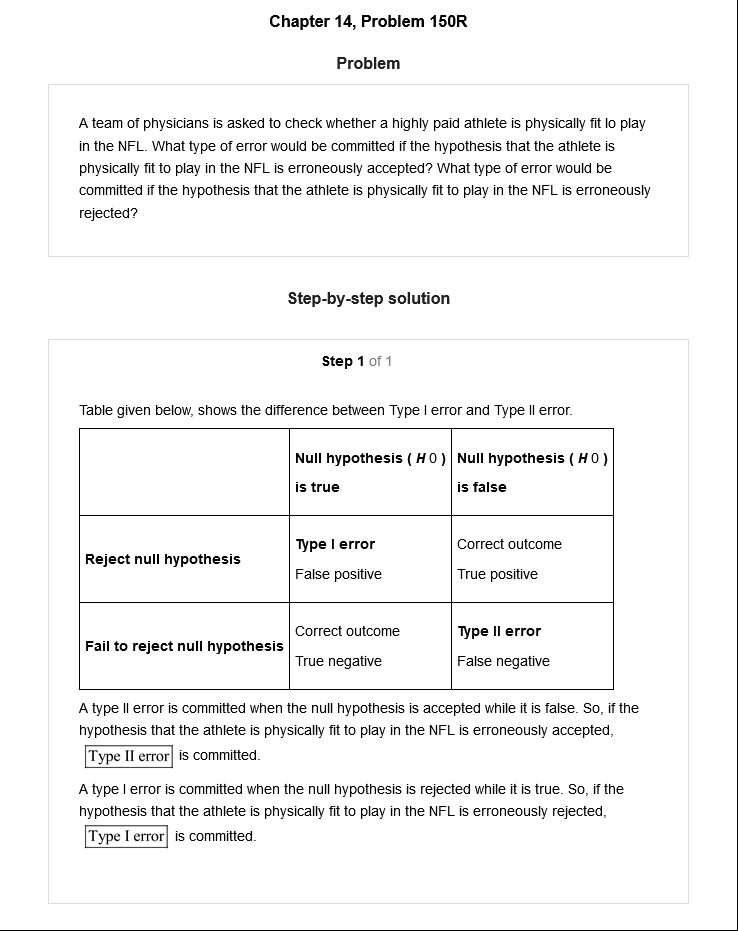 Chapter 14, Problem 150R
Problem
A team of physicians is asked to check whether a highly paid athlete is physically fit lo play
in the NFL. What type of error would be committed if the hypothesis that the athlete is
physically fit to play in the NFL is erroneously accepted? What type of error would be
committed if the hypothesis that the athlete is physically fit to play in the NFL is erroneously
rejected?
Step-by-step solution
Step 1 of 1
Table given below, shows the difference between Type I error and Type II error.
Null hypothesis ( H 0 )
is true
Null hypothesis ( H 0 )
is false
Reject null hypothesis
Type I error
False positive
Correct outcome
True positive
Fail to reject null hypothesis
Correct outcome
True negative
Type II error
False negative
A type II error is committed when the null hypothesis is accepted while it is false. So, if the
hypothesis that the athlete is physically fit to play in the NFL is erroneously accepted,
Type II error is committed.
A type I error is committed when the null hypothesis is rejected while it is true. So, if the
hypothesis that the athlete is physically fit to play in the NFL is erroneously rejected,
Type I error is committed.